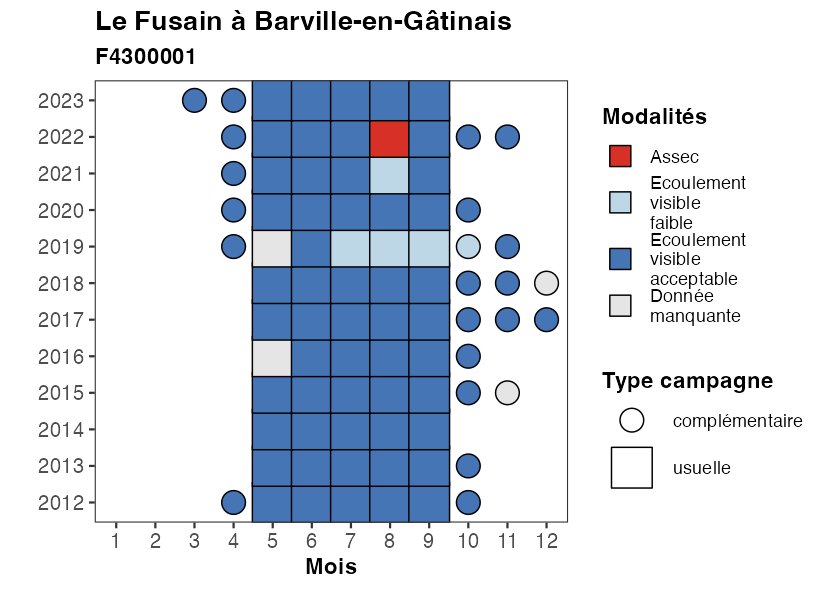 Le Fusain à Barville-en-Gâtinais
F4300001
2023
2022
2021
2020
2019
2018
2017
2016
2015
2014
2013
2012
1 2 3 4 5 6 7 8 9 10 11 12
Mois
Modalités
Assec
Ecoulement
visible
faible
Ecoulement
visible
acceptable
Donnée
manquante
Type campagne
complémentaire
usuelle